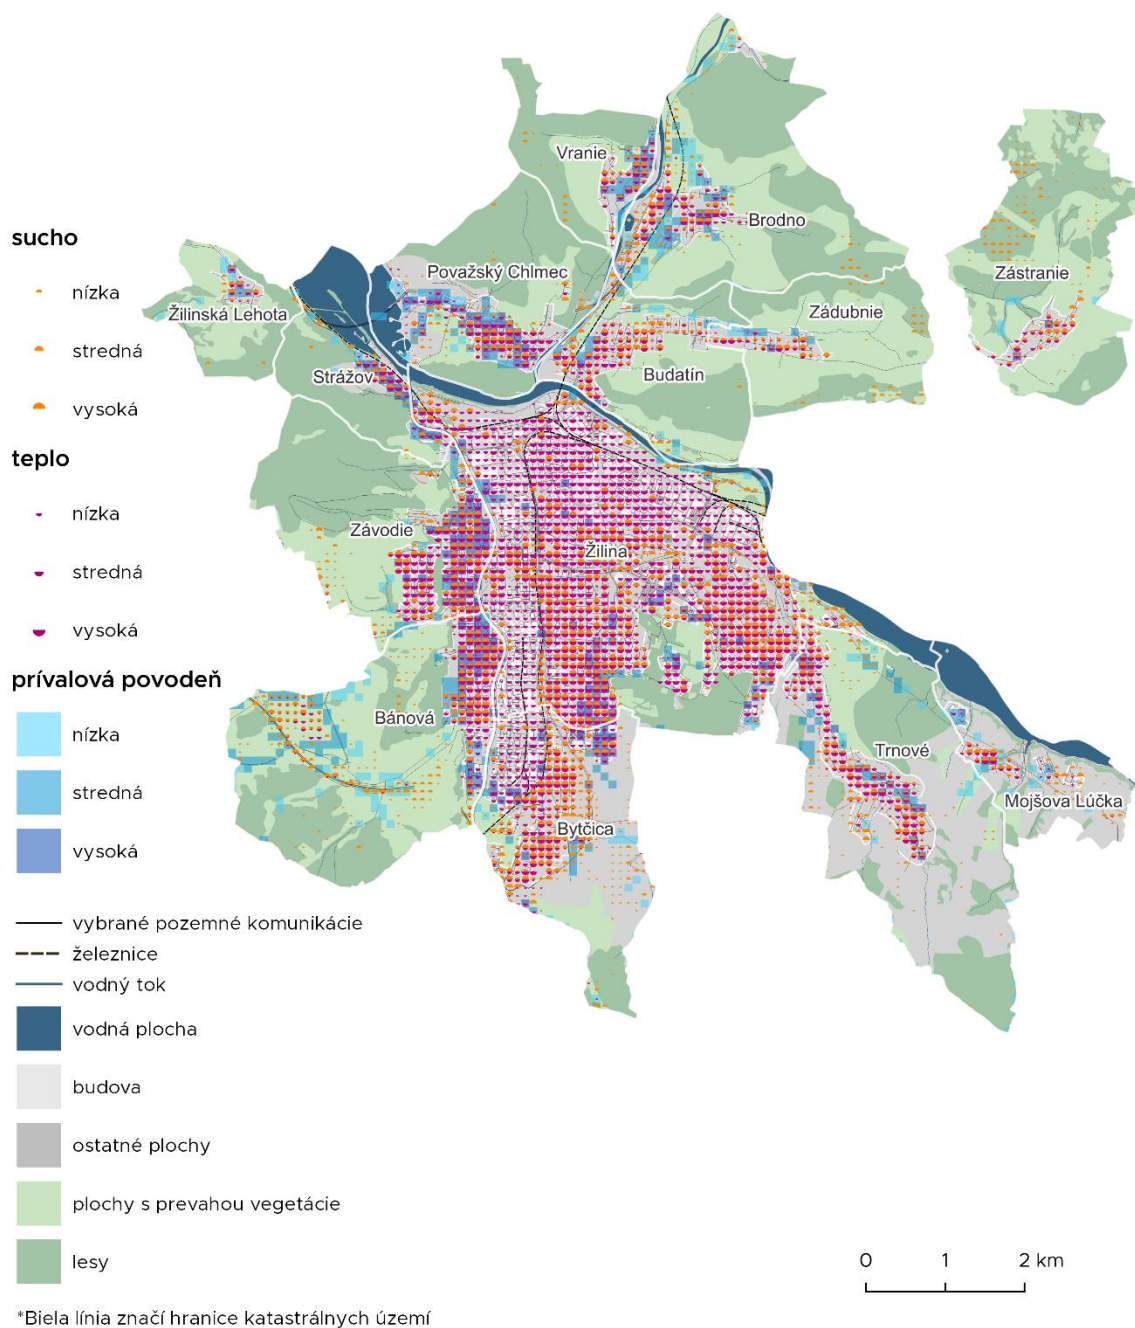 sucho
nízka
stredná
vysoká
teplo
nízka
stredná
vysoká
prívalová povodeň
nízka
stredná
vysoká
vybrané pozemné komunikácie
železnice
vodný tok
vodná plocha
budova
ostatné plochy
plochy s prevahou vegetácie
lesy
*Biela línia značí hranice katastrálnych území
Vranie
Brodno
Považský Chlmec
Zástranie
Žilinská Lehota
Zádubnie
Strážov
Budatín
Závodie
Žilina
Bánová
Trnové
Mojšova Lúčka
Bytčica
0 1 2 km